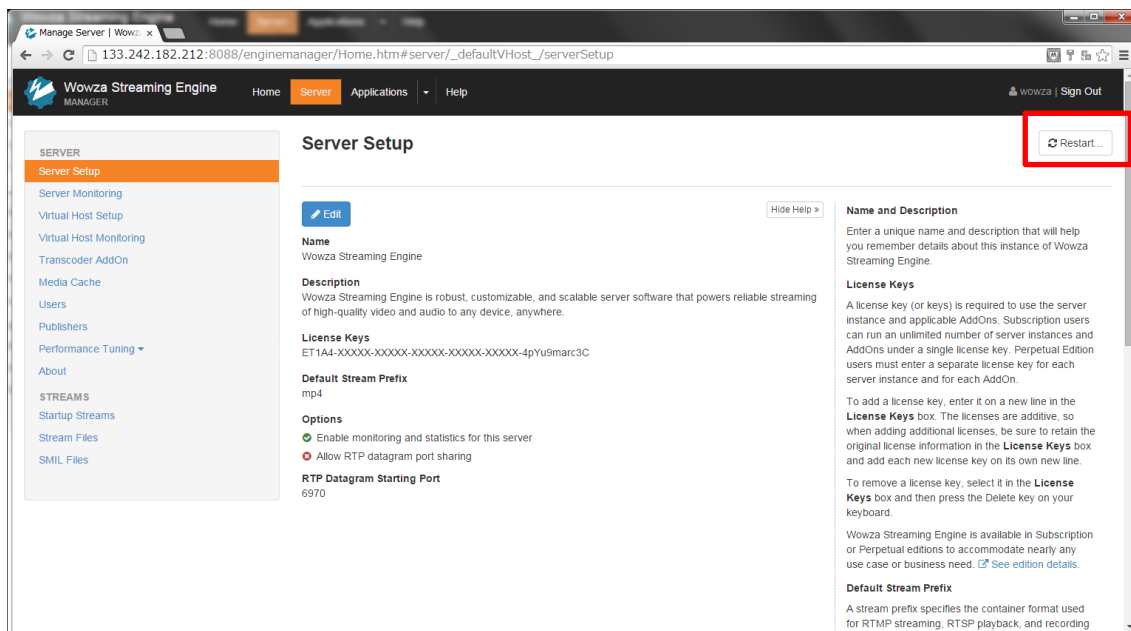 Manage Server | Wowz
133.242.182.212:8088/enginemanager/Home.htm#server/_defaultVHost_/serverSetup
Wowza Streaming Engine
MANAGER
Home
Server
Applications
Help
wowza | Sign Out
SERVER
Server Setup
Server Monitoring
Virtual Host Setup
Virtual Host Monitoring
Transcoder AddOn
Media Cache
Users
Publishers
Performance Tuning
About
STREAMS
Startup Streams
Stream Files
SMIL Files
Server Setup
Restart...
Edit
Hide Help »
Name
Wowza Streaming Engine
Description
Wowza Streaming Engine is robust, customizable, and scalable server software that powers reliable streaming
of high-quality video and audio to any device, anywhere.
License Keys
ET1A4-XXXXX-XXXXX-XXXXX-XXXXX-XXXXX-4pYu9marc3C
Default Stream Prefix
mp4
Options
Enable monitoring and statistics for this server
Allow RTP datagram port sharing
RTP Datagram Starting Port
6970
Name and Description
Enter a unique name and description that will help
you remember details about this instance of Wowza
Streaming Engine.
License Keys
A license key (or keys) is required to use the server
instance and applicable AddOns. Subscription users
can run an unlimited number of server instances and
AddOns under a single license key. Perpetual Edition
users must enter a separate license key for each
server instance and for each AddOn.
To add a license key, enter it on a new line in the
License Keys box. The licenses are additive, so
when adding additional licenses, be sure to retain the
original license information in the License Keys box
and add each new license key on its own new line.
To remove a license key, select it in the License
Keys box and then press the Delete key on your
keyboard.
Wowza Streaming Engine is available in Subscription
or Perpetual editions to accommodate nearly any
use case or business need. See edition details.
Default Stream Prefix
A stream prefix specifies the container format used
for RTMP streaming, RTSP playback, and recording